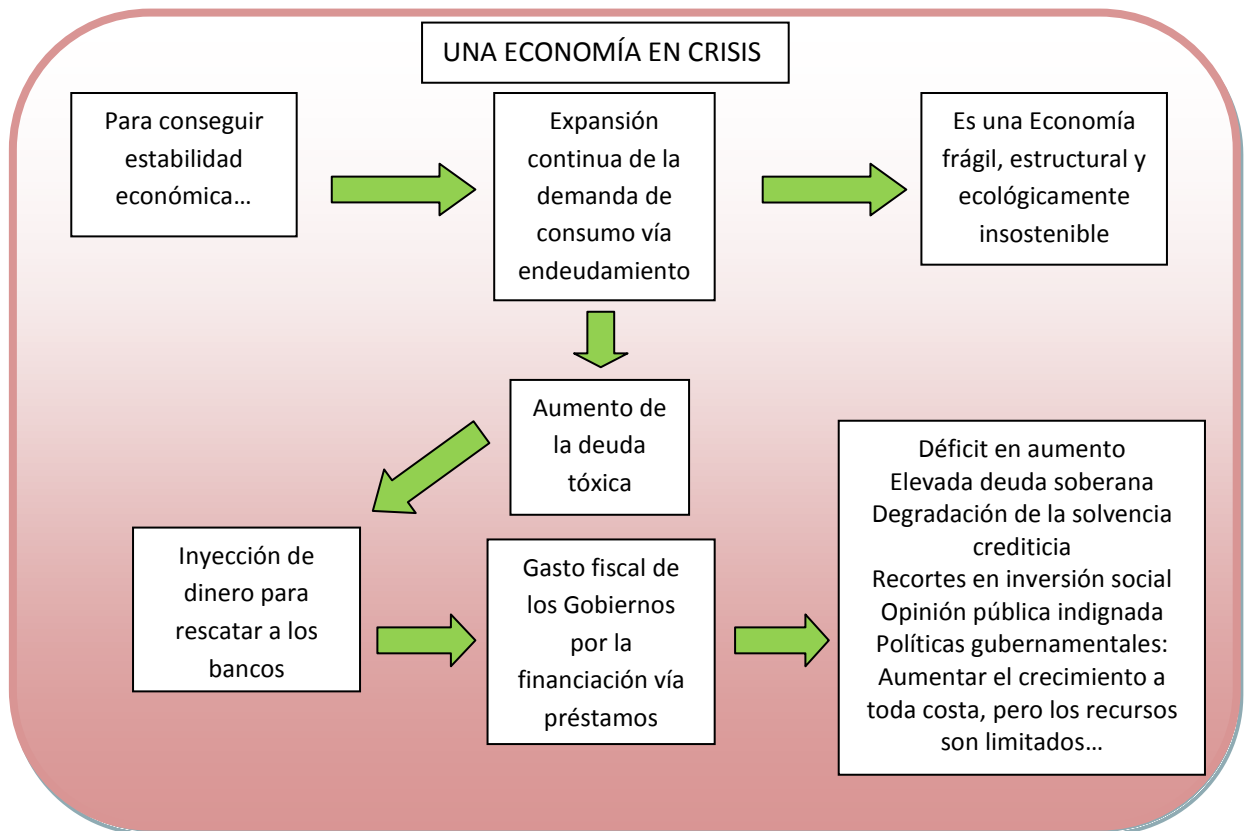 UNA ECONOMÍA EN CRISIS
Para conseguir
estabilidad
económica…
Expansión
continua de la
demanda de
consumo vía
endeudamiento
Es una Economía
frágil, estructural y
ecológicamente
insostenible
Aumento de
la deuda
tóxica
Inyección de
dinero para
rescatar a los
bancos
Gasto fiscal de
los Gobiernos
por la
financiación vía
préstamos
Déficit en aumento
Elevada deuda soberana
Degradación de la solvencia
crediticia
Recortes en inversión social
Opinión pública indignada
Políticas gubernamentales:
Aumentar el crecimiento a
toda costa, pero los recursos
son limitados…